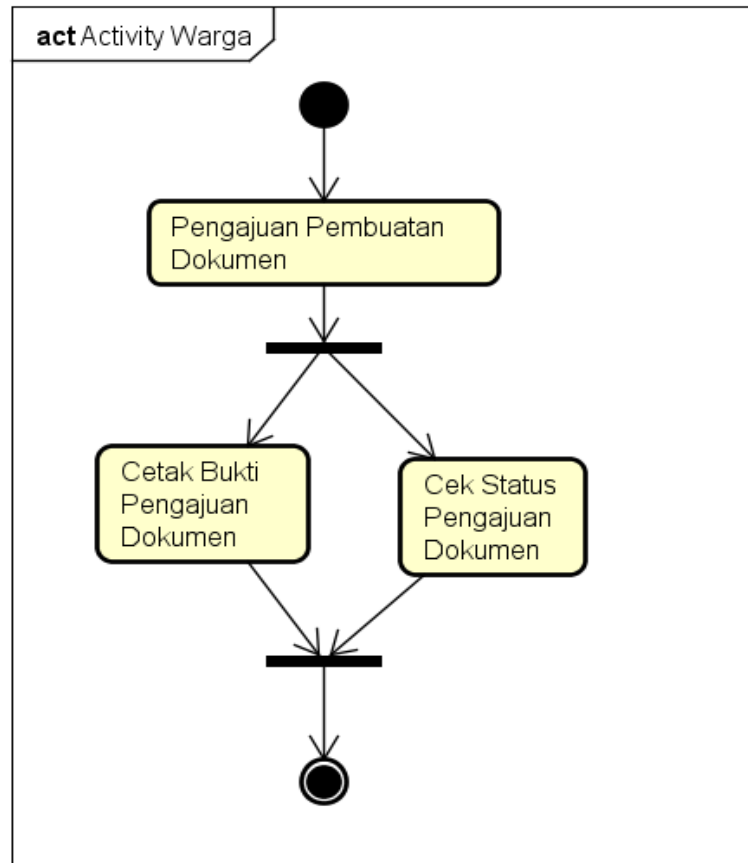 act Activity Warga
Pengajuan Pembuatan
Dokumen
Cetak Bukti
Pengajuan
Dokumen
Cek Status
Pengajuan
Dokumen